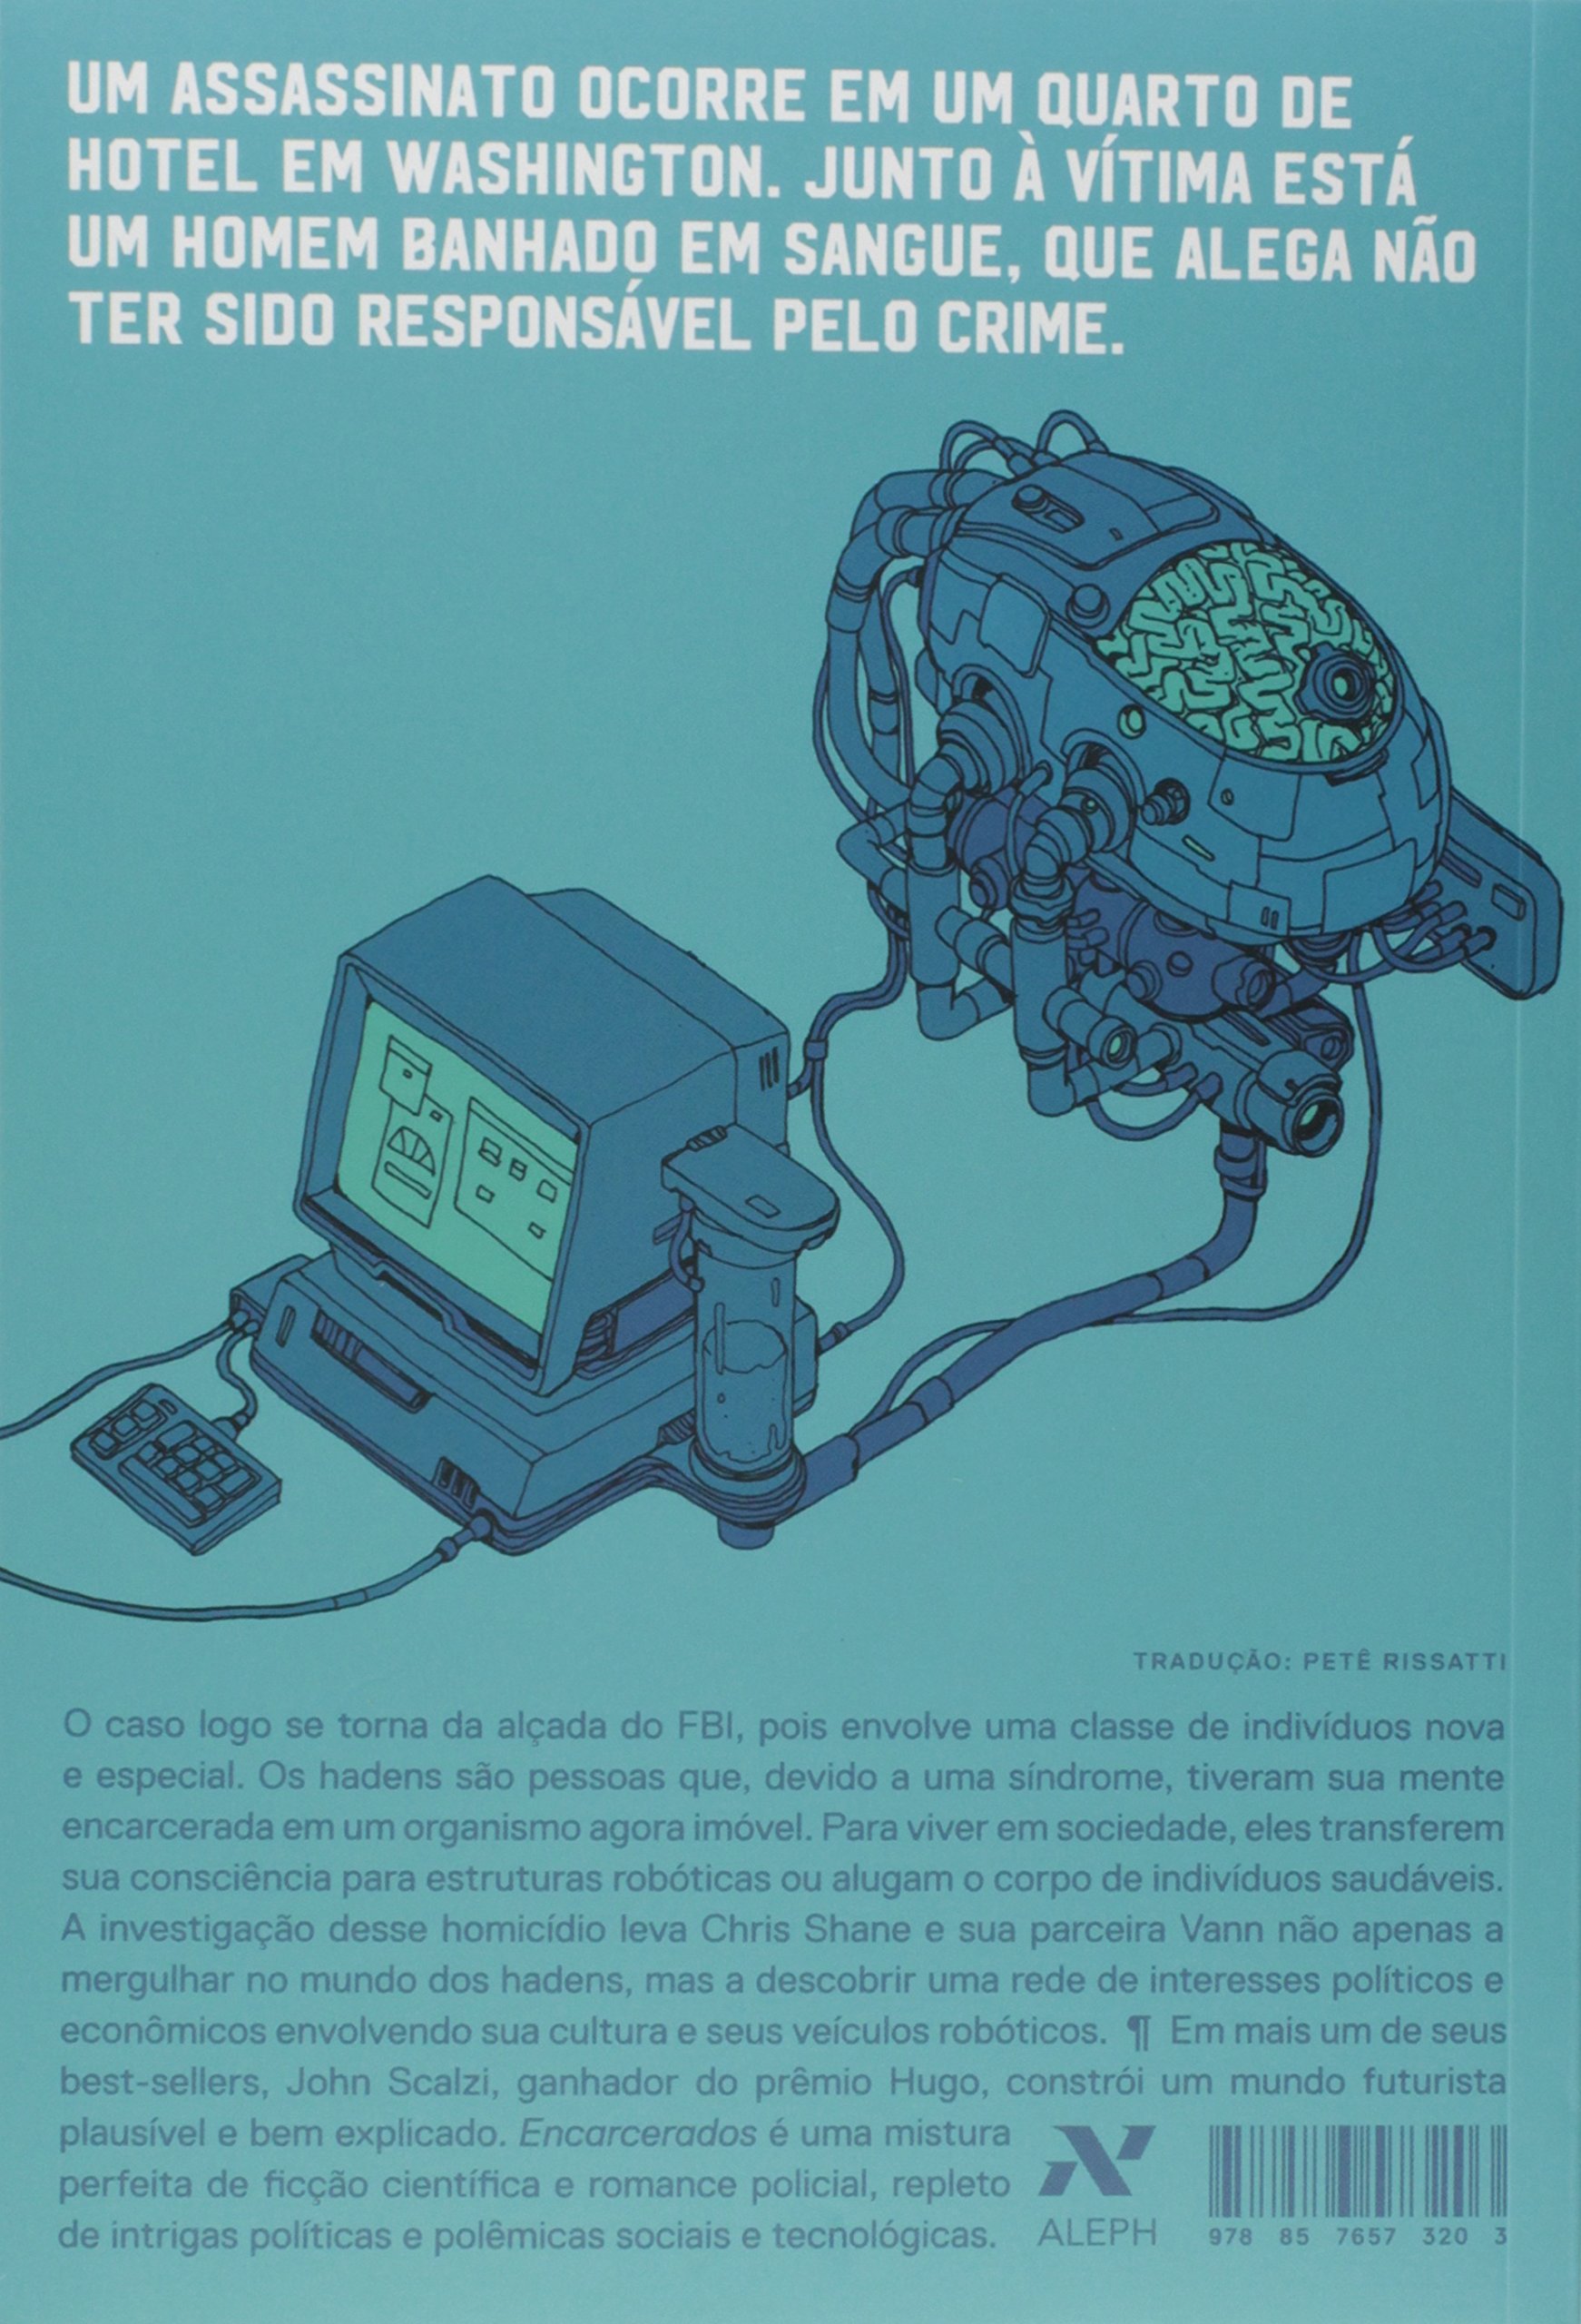 UM ASSASSINATO OCORRE EM UM QUARTO DE
HOTEL EM WASHINGTON. JUNTO À VÍTIMA ESTÁ
UM HOMEM BANHADO EM SANGUE, QUE ALEGA NÃO
TER SIDO RESPONSÁVEL PELO CRIME.
TRADUÇÃO: PETÊ RISSATTI
O caso logo se torna da alçada do FBI, pois envolve uma classe de indivíduos nova
e especial. Os hadens são pessoas que, devido a uma síndrome, tiveram sua mente
encarcerada em um organismo agora imóvel. Para viver em sociedade, eles transferem
sua consciência para estruturas robóticas ou alugam o corpo de indivíduos saudáveis.
A investigação desse homicídio leva Chris Shane e sua parceira Vann não apenas a
mergulhar no mundo dos hadens, mas a descobrir uma rede de interesses políticos e
econômicos envolvendo sua cultura e seus veículos robóticos. ¶ Em mais um de seus
best-sellers, John Scalzi, ganhador do prêmio Hugo, constrói um mundo futurista
plausível e bem explicado. Encarcerados é uma mistura
perfeita de ficção científica e romance policial, repleto
de intrigas políticas e polêmicas sociais e tecnológicas.
ALEPH
978 85 7657 320 3